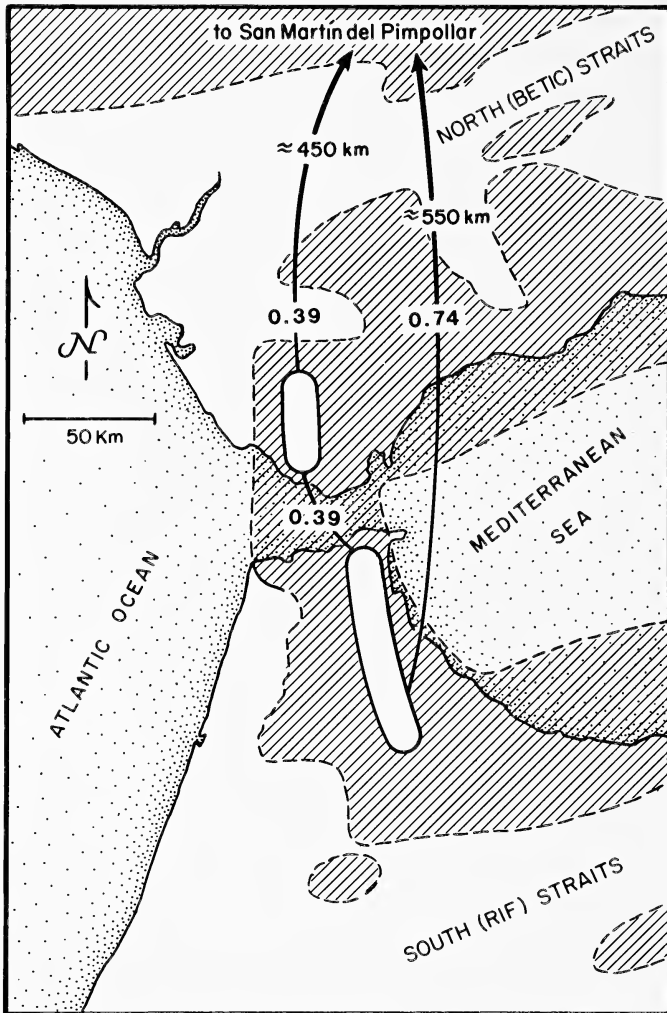 to San Martín del Pimpollar
NORTH (BETIC) STRAITS
≈450 km
≈550 km
0.39
0.74
N
50 Km
0.39
MEDITERRANEAN
SEA
ATLANTIC OCEAN
SOUTH (RIF) STRAITS